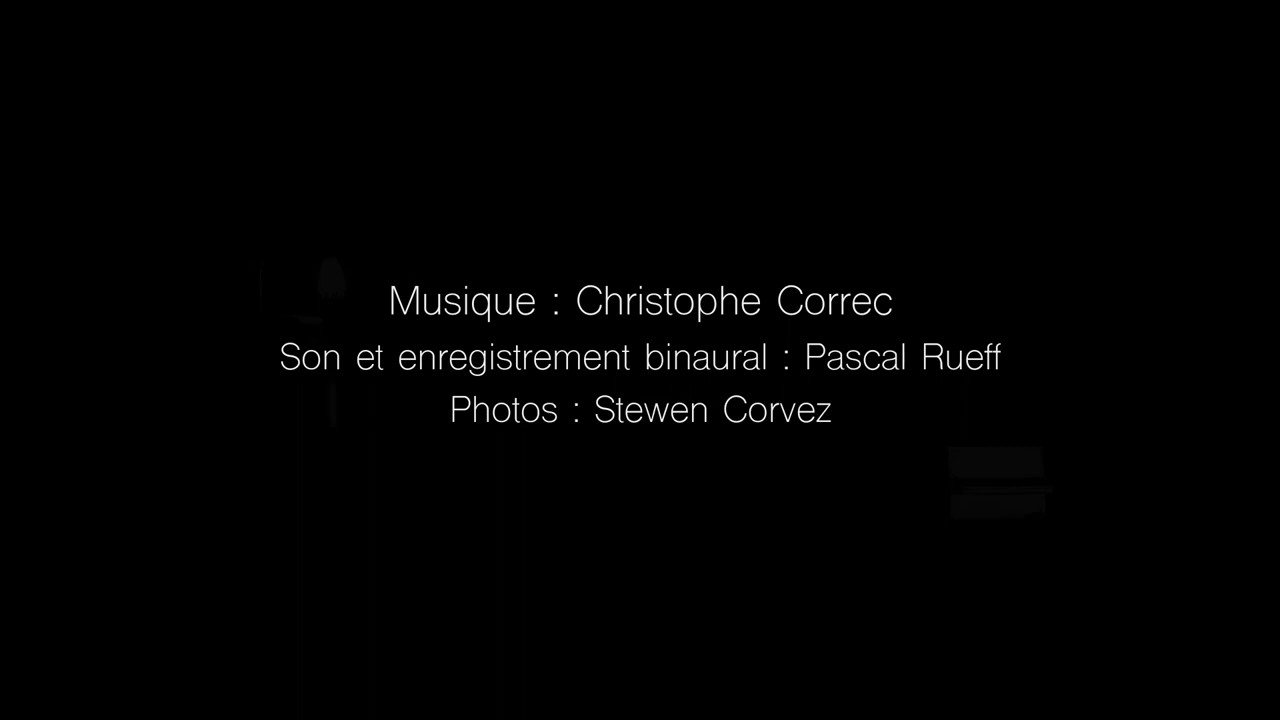 Musique : Christophe Correc
Son et enregistrement binaural : Pascal Rueff
Photos : Stewen Corvez